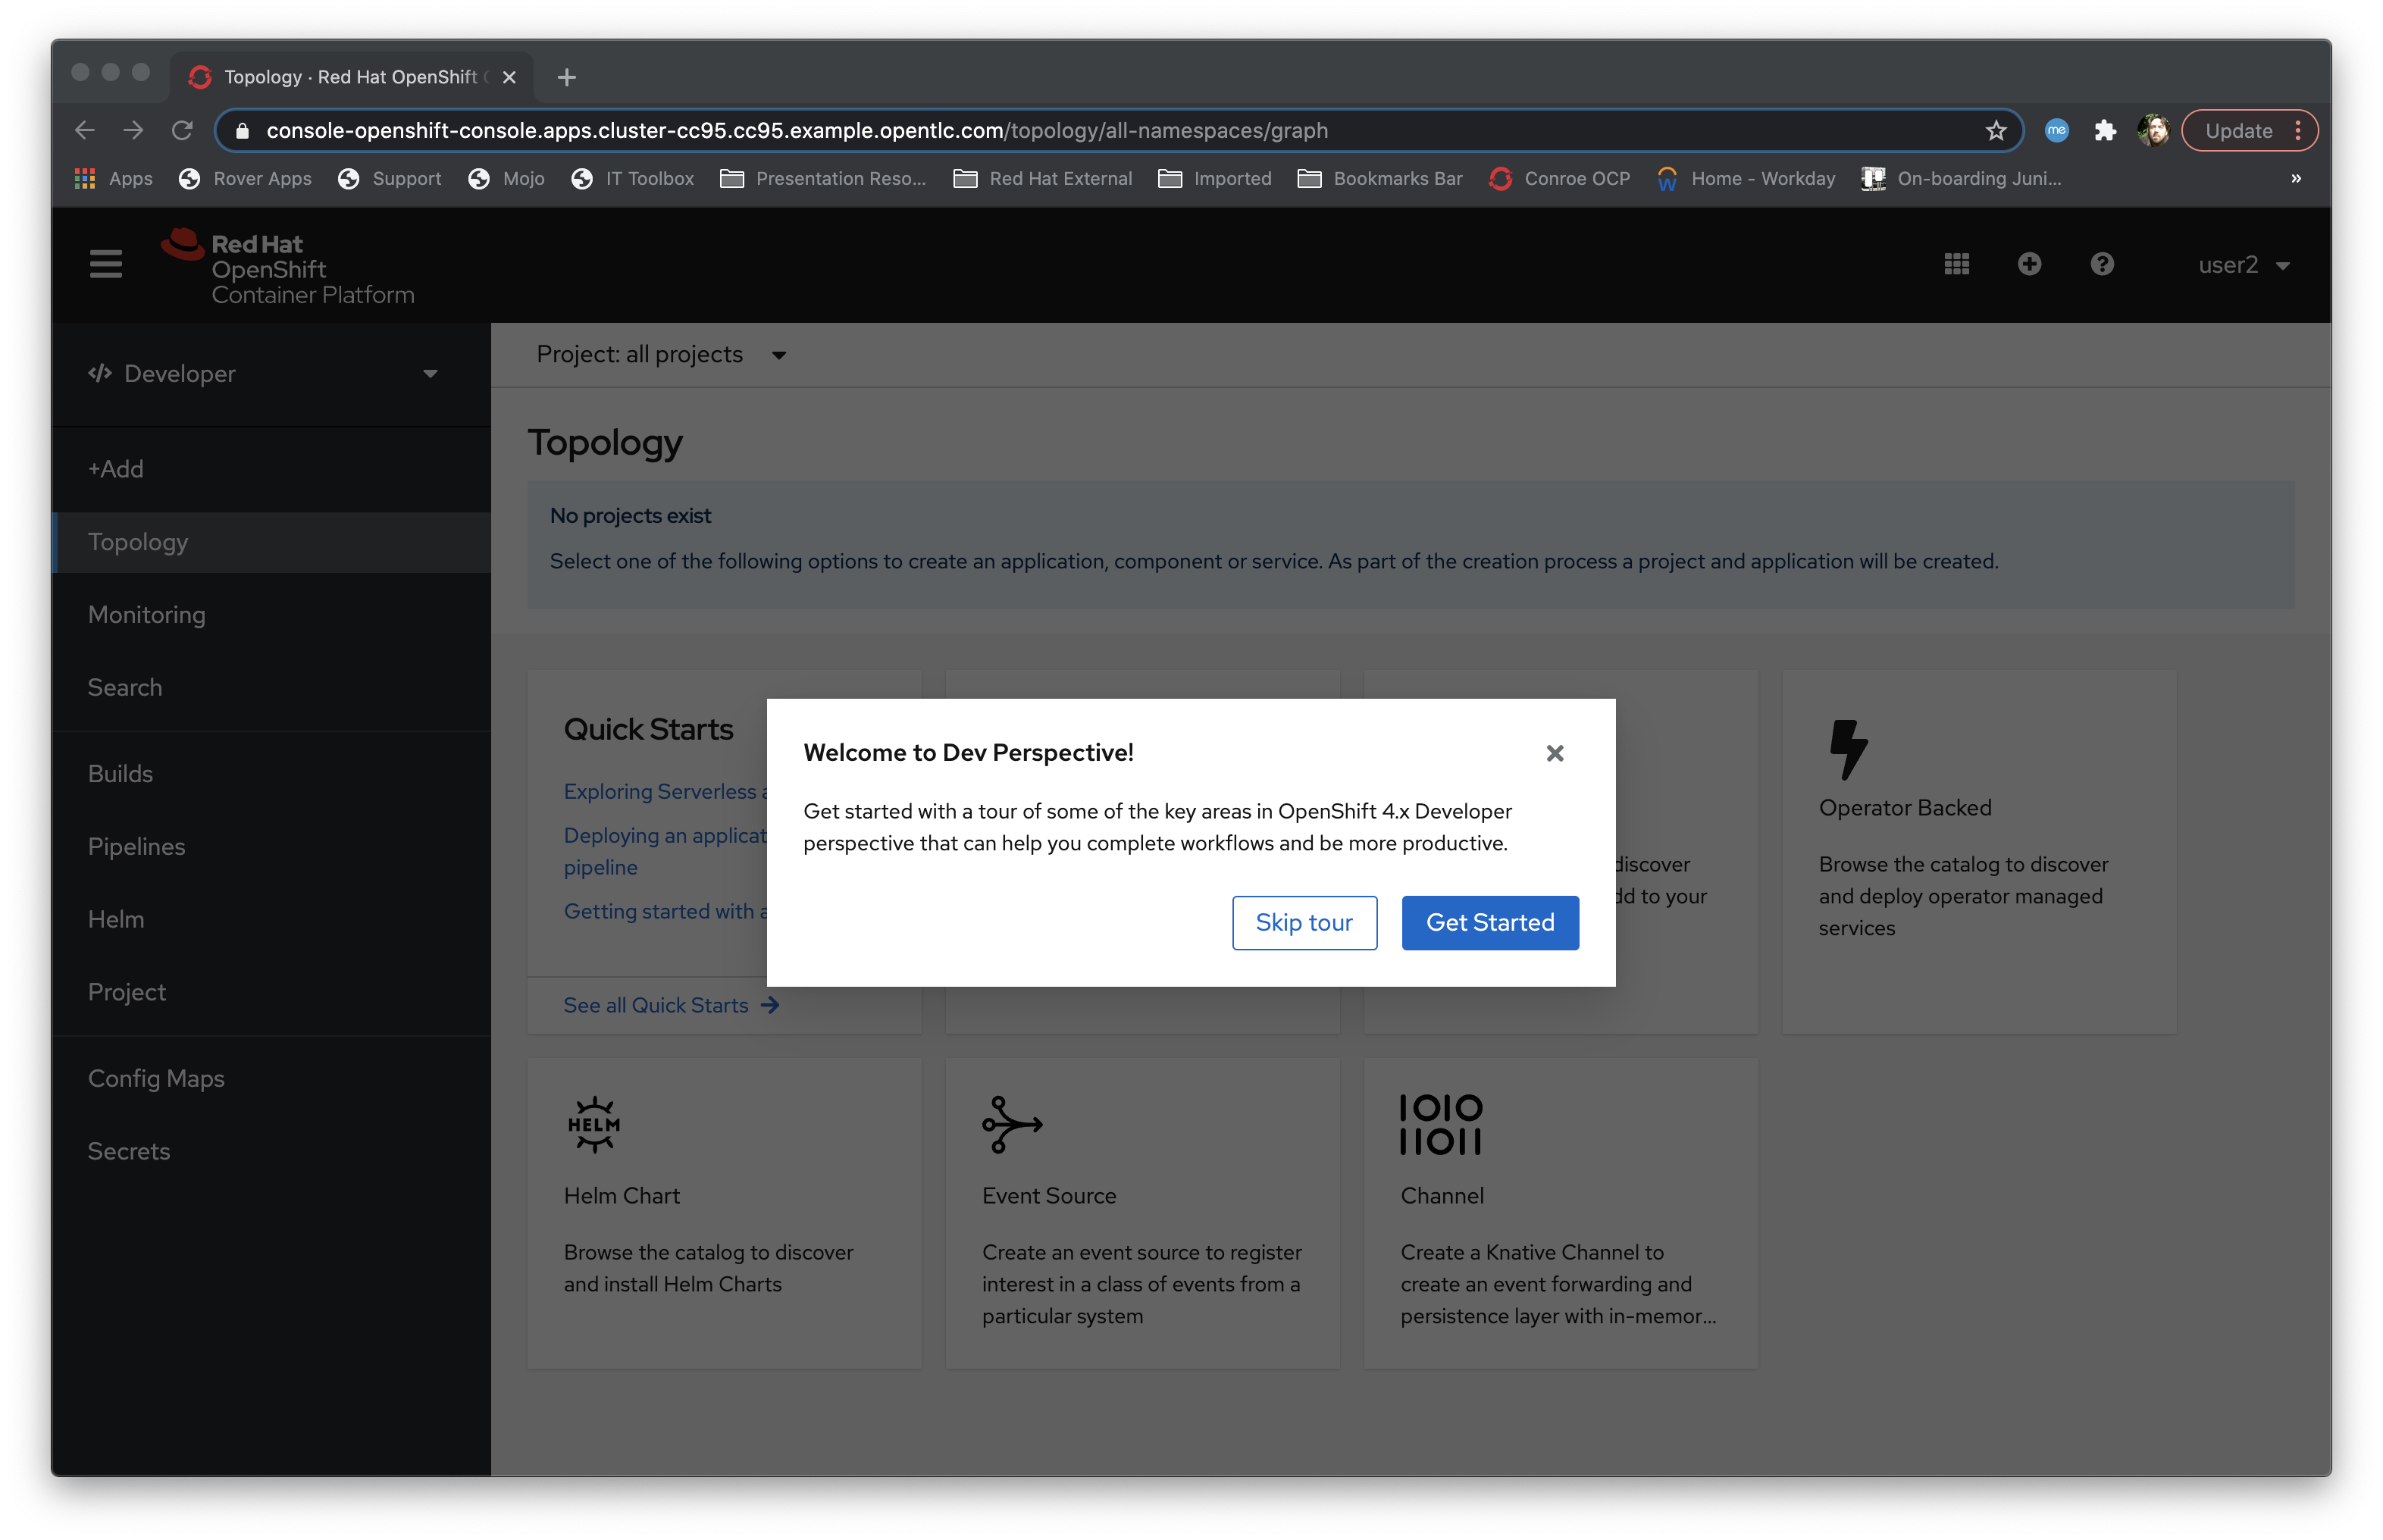 Topology · Red Hat OpenShift
console-openshift-console.apps.cluster-cc95.cc95.example.opentlc.com/topology/all-namespaces/graph
me
Update
Apps
Rover Apps
Support
Mojo
IT Toolbox
Presentation Reso...
Red Hat External
Imported
Bookmarks Bar
Conroe OCP
Home - Workday
On-boarding Juni...
»
Red Hat
OpenShift
Container Platform
user2
Developer
+Add
Topology
Monitoring
Search
Builds
Pipelines
Helm
Project
Config Maps
Secrets
Project: all projects
Topology
No projects exist
Select one of the following options to create an application, component or service. As part of the creation process a project and application will be created.
Quick Starts
Exploring Serverless
Deploying an
pipeline
Getting started with
See all Quick Starts
Welcome to Dev Perspective!
Get started with a tour of some of the key areas in OpenShift 4.x Developer
perspective that can help you complete workflows and be more productive.
Skip tour
Get Started
discover
to your
Operator Backed
Browse the catalog to discover
and deploy operator managed
services
HELM
Helm Chart
Browse the catalog to discover
and install Helm Charts
Event Source
Create an event source to register
interest in a class of events from a
particular system
1010
11011
Channel
Create a Knative Channel to
create an event forwarding and
persistence layer with in-memor...